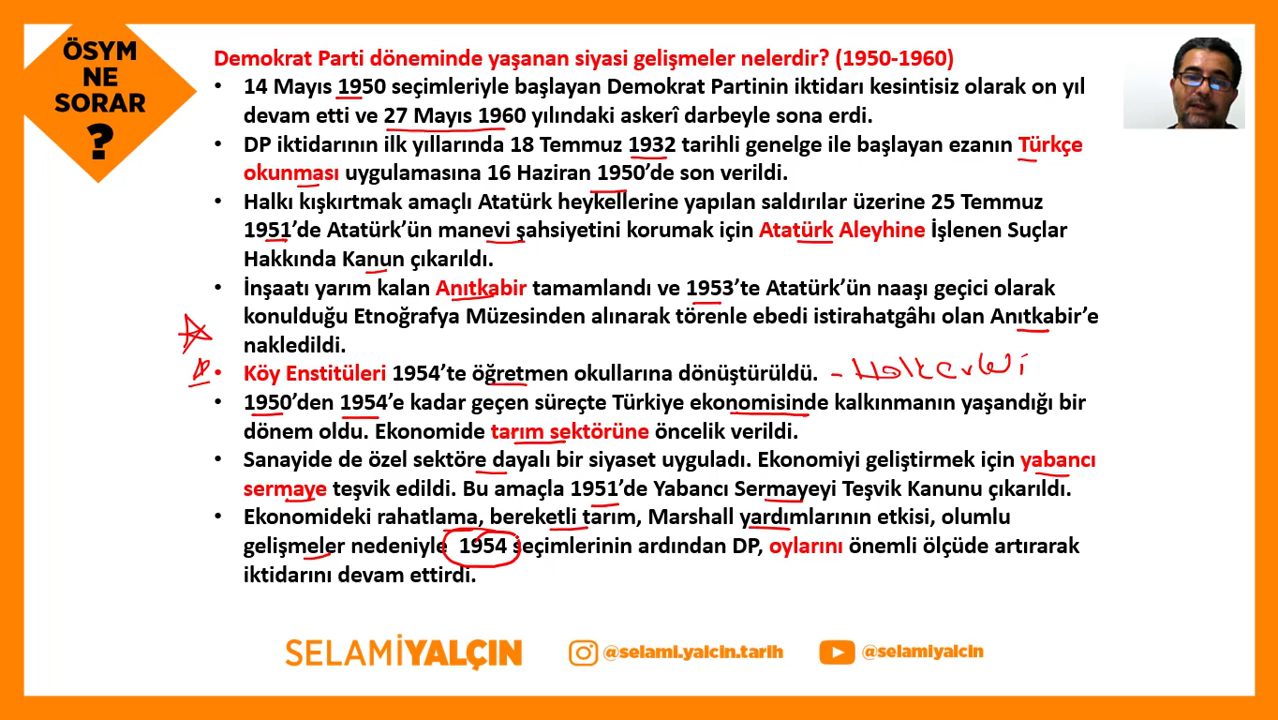 ÖSYM
NE
SORAR
?
Demokrat Parti döneminde yaşanan siyasi gelişmeler nelerdir? (1950-1960)
• 14 Mayıs 1950 seçimleriyle başlayan Demokrat Partinin iktidarı kesintisiz olarak on yıl
devam etti ve 27 Mayıs 1960 yılındaki askerî darbeyle sona erdi.
• DP iktidarının ilk yıllarında 18 Temmuz 1932 tarihli genelge ile başlayan ezanın Türkçe
okunması uygulamasına 16 Haziran 1950’de son verildi.
• Halkı kışkırtmak amaçlı Atatürk heykellerine yapılan saldırılar üzerine 25 Temmuz
1951’de Atatürk’ün manevi şahsiyetini korumak için Atatürk Aleyhine İşlenen Suçlar
Hakkında Kanun çıkarıldı.
• İnşaatı yarım kalan Anıtkabir tamamlandı ve 1953’te Atatürk’ün naaşı geçici olarak
konulduğu Etnoğrafya Müzesinden alınarak törenle ebedi istirahatgâhı olan Anıtkabir’e
nakledildi.
• Köy Enstitüleri 1954’te öğretmen okullarına dönüştürüldü. - Halkevleri
• 1950’den 1954’e kadar geçen süreçte Türkiye ekonomisinde kalkınmanın yaşandığı bir
dönem oldu. Ekonomide tarım sektörüne öncelik verildi.
• Sanayide de özel sektöre dayalı bir siyaset uyguladı. Ekonomiyi geliştirmek için yabancı
sermaye teşvik edildi. Bu amaçla 1951’de Yabancı Sermayeyi Teşvik Kanunu çıkarıldı.
• Ekonomideki rahatlama, bereketli tarım, Marshall yardımlarının etkisi, olumlu
gelişmeler nedeniyle 1954 seçimlerinin ardından DP, oylarını önemli ölçüde artırarak
iktidarını devam ettirdi.
SELAMİYALÇIN @selami.yalcin.tarih @selamiyalcin